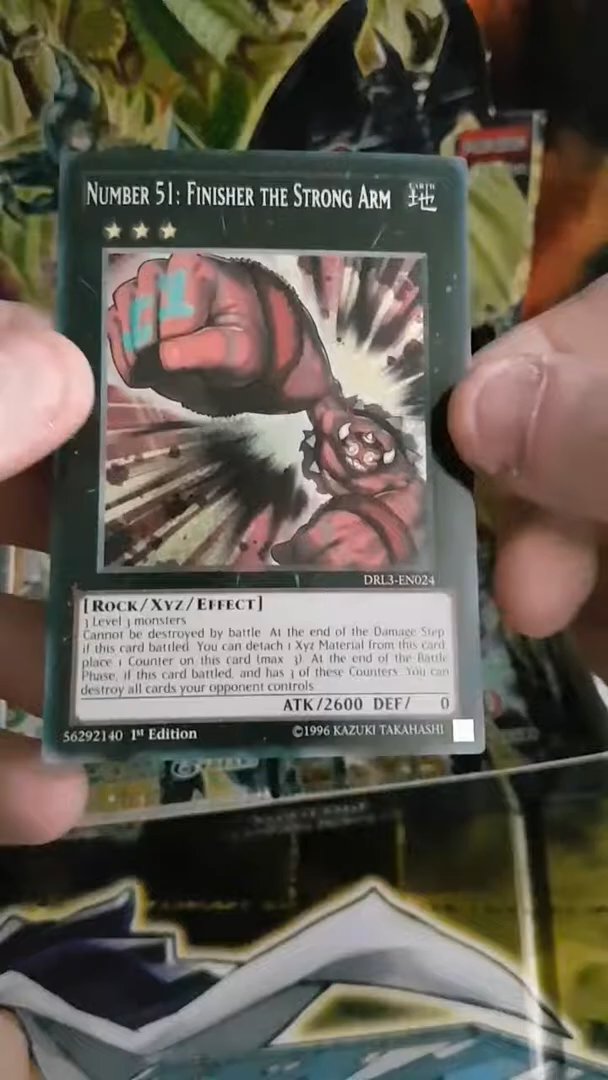 NUMBER 51: FINISHER THE STRONG ARM
EARTH
地
51
DRL3-EN024
[ROCK/XYZ/EFFECT]
3 Level 3 monsters
Cannot be destroyed by battle. At the end of the Damage Step
if this card battled: You can detach 1 Xyz Material from this card
place 1 Counter on this card (max. 3). At the end of the Battle
Phase, if this card battled, and has 3 of these Counters: You can
destroy all cards your opponent controls.
ATK/2600 DEF/ 0
56292140 1st Edition
©1996 KAZUKI TAKAHASHI